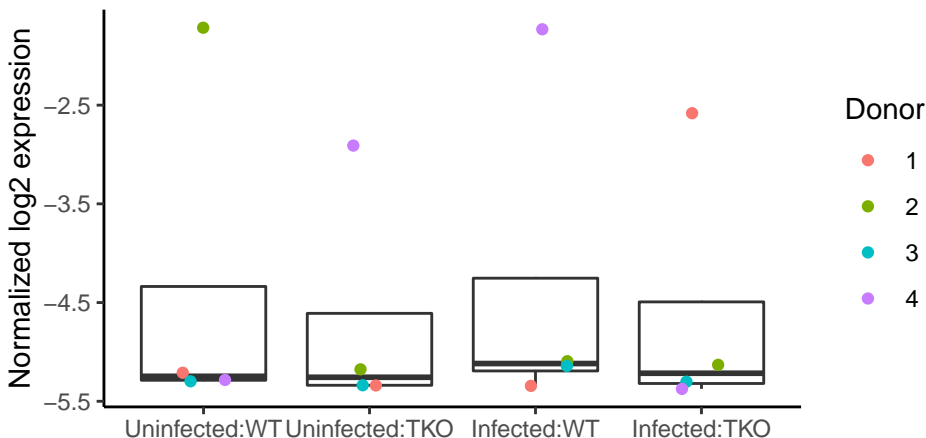 Normalized log2 expression
−2.5
−3.5
−4.5
−5.5
Uninfected:WT
Uninfected:TKO
Infected:WT
Infected:TKO
Donor
1
2
3
4